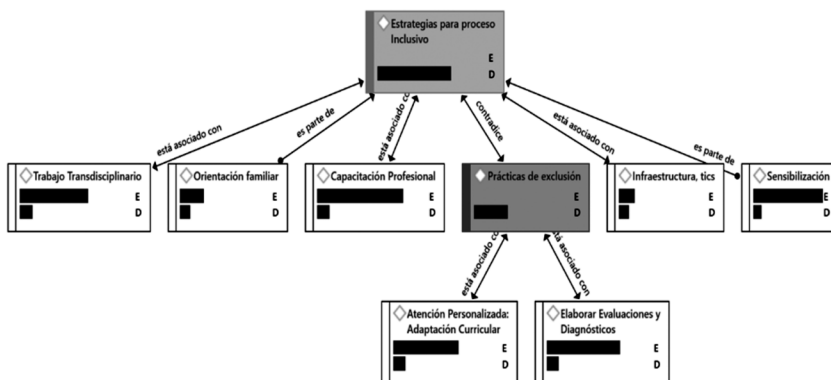 Estrategias para proceso
Inclusivo
E
D
está asociado con
es parte de
está asociado co
contradice
está asociado con
es parte de
Trabajo Transdisciplinario
E
D
Orientación familiar
E
D
Capacitación Profesional
E
D
Prácticas de exclusión
E
D
Infraestructura, tics
E
D
Sensibilización
E
D
está asociado co
está asociado con
Atención Personalizada:
Adaptación Curricular
E
D
Elaborar Evaluaciones y
Diagnósticos
E
D